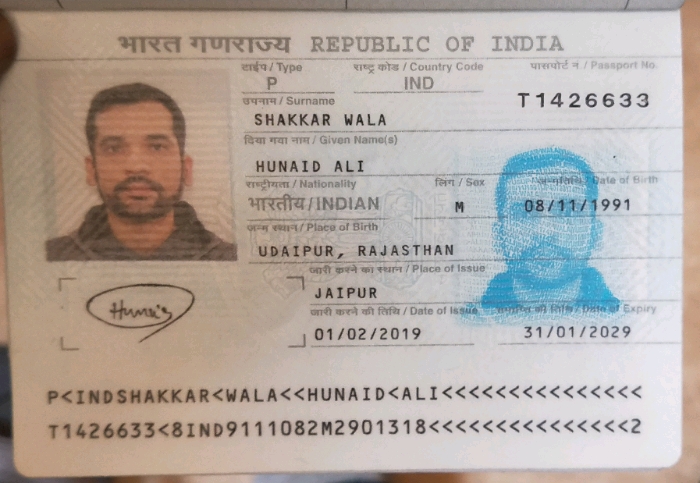 भारत गणराज्य REPUBLIC OF INDIA
टाईप / Type राष्ट्र कोड / Country Code पासपोर्ट नं / Passport No.
P IND T1426633
उपनाम / Surname
SHAKKAR WALA
दिया गया नाम / Given Name(s)
HUNAID ALI
राष्ट्रीयता / Nationality लिंग / Sex जन्मतिथि / Date of Birth
भारतीय / INDIAN M 08/11/1991
जन्म स्थान / Place of Birth
UDAIPUR, RAJASTHAN
जारी करने का स्थान / Place of Issue
JAIPUR
जारी करने की तिथि / Date of Issue समाप्ति की तिथि / Date of Expiry
01/02/2019 31/01/2029
P<INDSHAKKAR<WALA<<HUNAID<ALI<<<<<<<<<<<<<<<
T1426633<8IND9111082M2901318<<<<<<<<<<<<<<<2